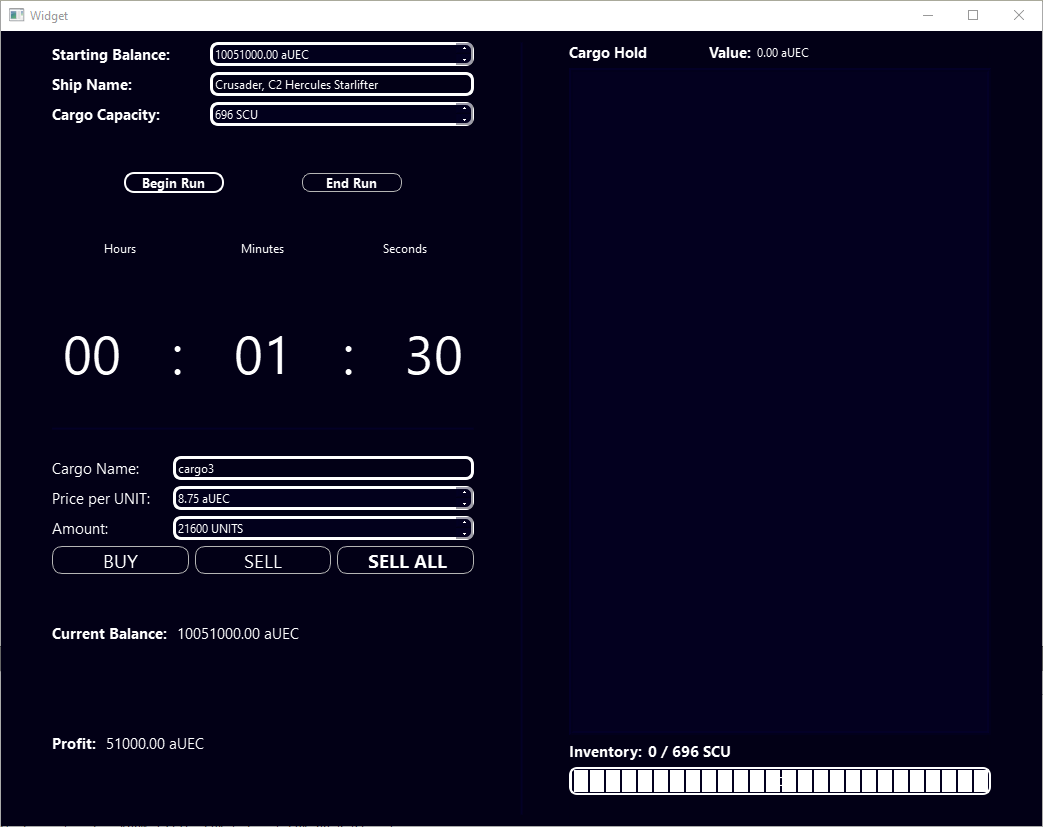 Widget
Starting Balance: 10051000.00 aUEC
Ship Name: Crusader, C2 Hercules Starlifter
Cargo Capacity: 696 SCU
Begin Run End Run
Hours Minutes Seconds
00 : 01 : 30
Cargo Name: cargo3
Price per UNIT: 8.75 aUEC
Amount: 21600 UNITS
BUY SELL SELL ALL
Current Balance: 10051000.00 aUEC
Profit: 51000.00 aUEC
Cargo Hold Value: 0.00 aUEC
Inventory: 0 / 696 SCU